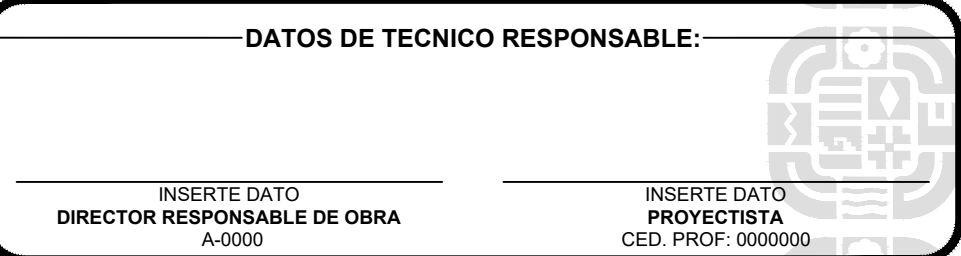 DATOS DE TECNICO RESPONSABLE:
INSERTE DATO
DIRECTOR RESPONSABLE DE OBRA
A-0000
INSERTE DATO
PROYECTISTA
CED. PROF: 0000000